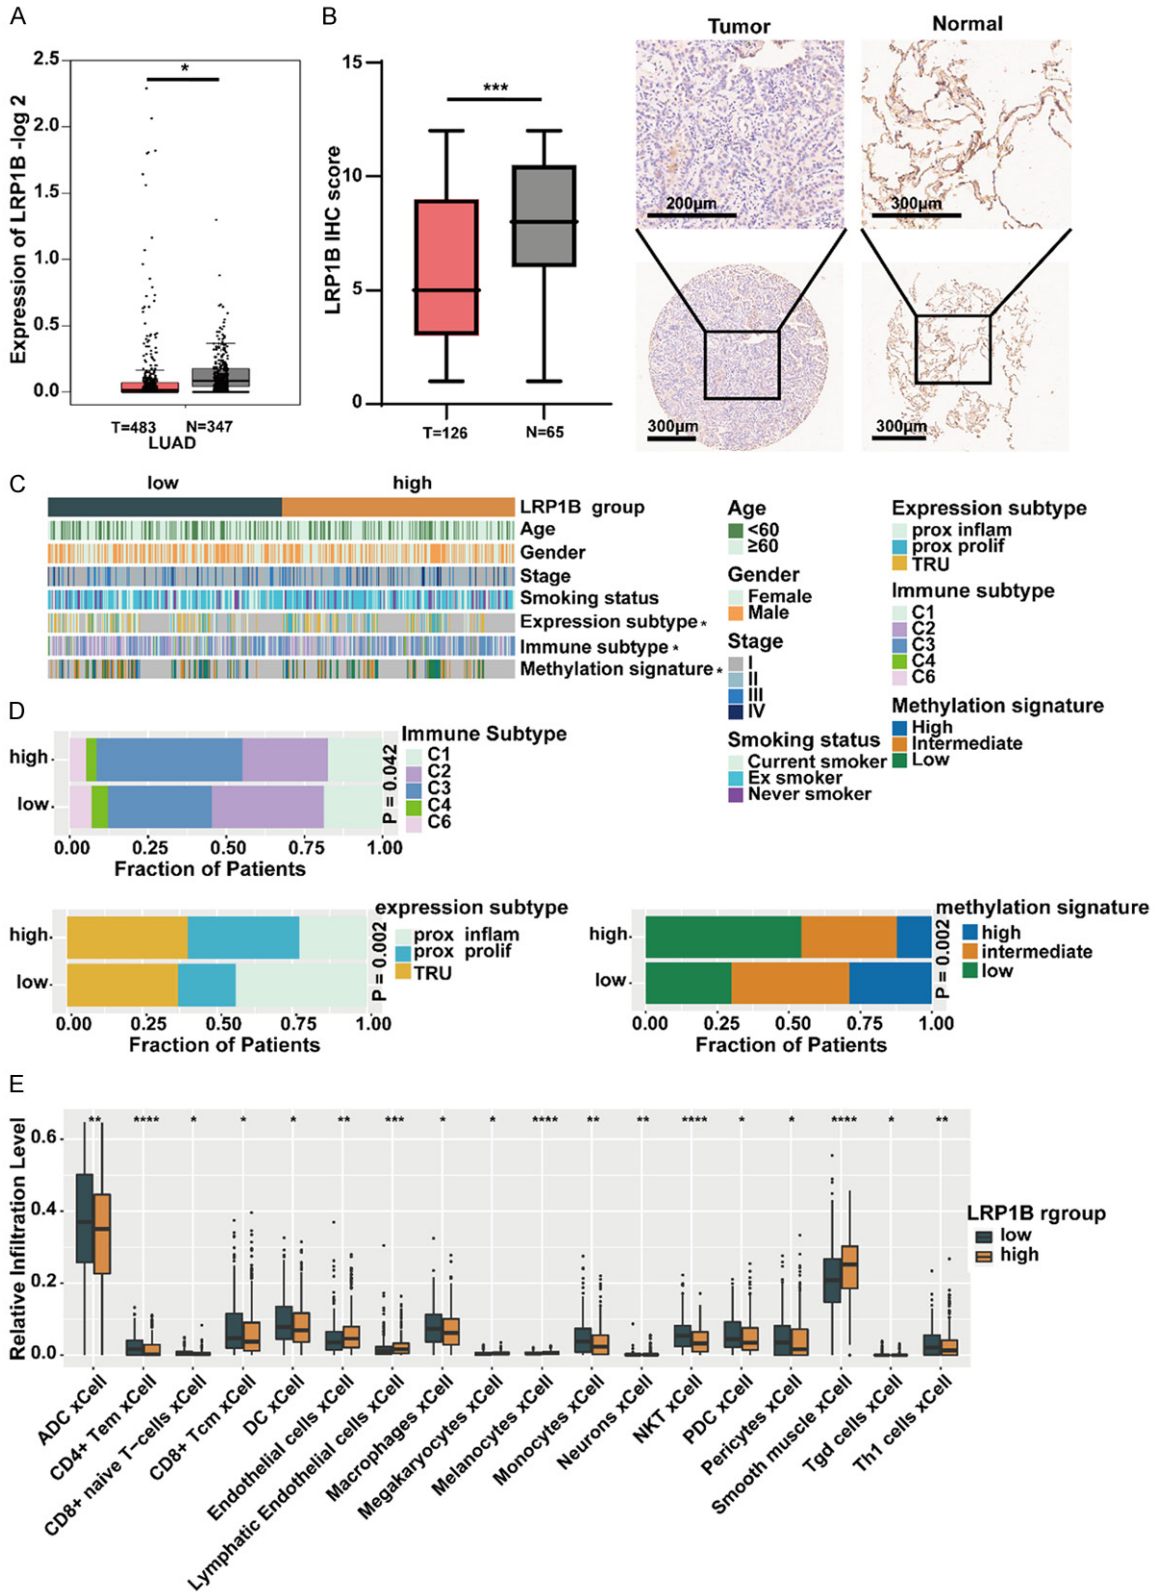 A
Expression of LRP1B -log 2
2.5
2.0
1.5
1.0
0.5
0.0
*
T=483 N=347
LUAD
B
LRP1B IHC score
15
10
5
0
***
T=126 N=65
Tumor Normal
200μm 300μm
300μm 300μm
C
low high
LRP1B group
Age
Gender
Stage
Smoking status
Expression subtype *
Immune subtype *
Methylation signature *
Age
<60
≥60
Gender
Female
Male
Stage
I
II
III
IV
Smoking status
Current smoker
Ex smoker
Never smoker
Expression subtype
prox inflam
prox prolif
TRU
Immune subtype
C1
C2
C3
C4
C6
Methylation signature
High
Intermediate
Low
D
high
low
P = 0.042
Immune Subtype
C1
C2
C3
C4
C6
0.00 0.25 0.50 0.75 1.00
Fraction of Patients
high
low
P = 0.002
expression subtype
prox inflam
prox prolif
TRU
0.00 0.25 0.50 0.75 1.00
Fraction of Patients
high
low
P = 0.002
methylation signature
high
intermediate
low
0.00 0.25 0.50 0.75 1.00
Fraction of Patients
E
Relative Infiltration Level
0.6
0.4
0.2
0.0
** **** * * * ** *** * * **** ** ** **** * * **** * **
ADC xCell
CD4+ Tem xCell
CD8+ naive T-cells xCell
CD8+ Tcm xCell
DC xCell
Endothelial cells xCell
Lymphatic Endothelial cells xCell
Macrophages xCell
Megakaryocytes xCell
Melanocytes xCell
Monocytes xCell
Neurons xCell
NKT xCell
PDC xCell
Pericytes xCell
Smooth muscle xCell
Tgd cells xCell
Th1 cells xCell
LRP1B rgroup
low
high